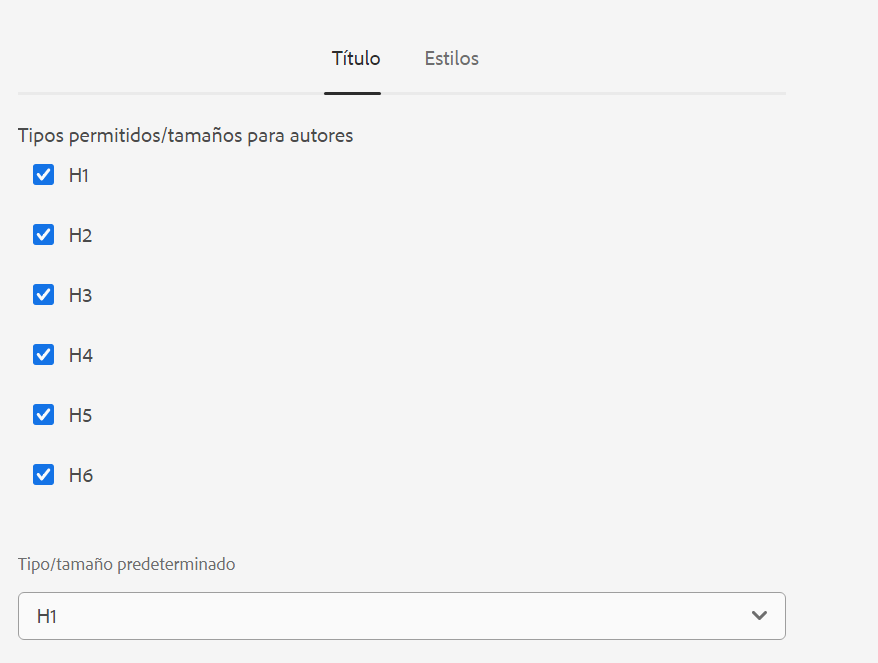 Título Estilos
Tipos permitidos/tamaños para autores
H1
H2
H3
H4
H5
H6
Tipo/tamaño predeterminado
H1